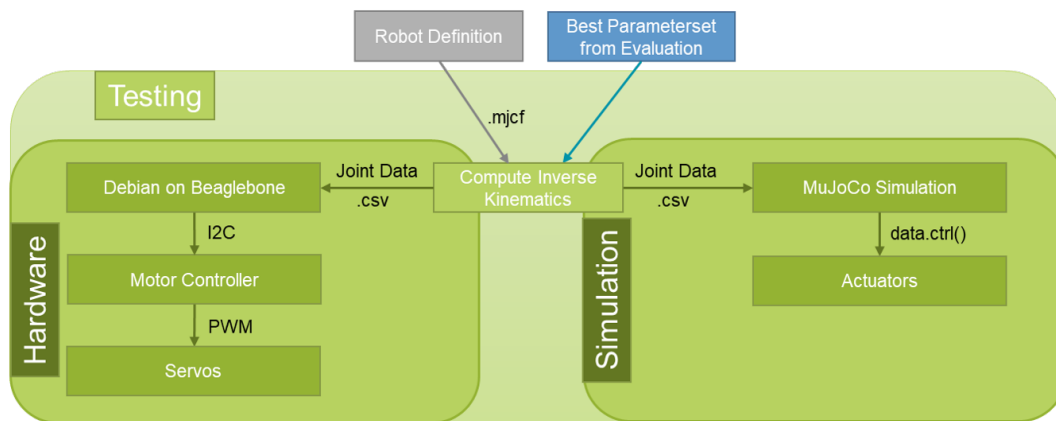 Robot Definition
Best Parameterset
from Evaluation
Testing
.mjcf
Hardware
Debian on Beaglebone
I2C
Motor Controller
PWM
Servos
Joint Data
.csv
Compute Inverse
Kinematics
Joint Data
.csv
Simulation
MuJoCo Simulation
data.ctrl()
Actuators